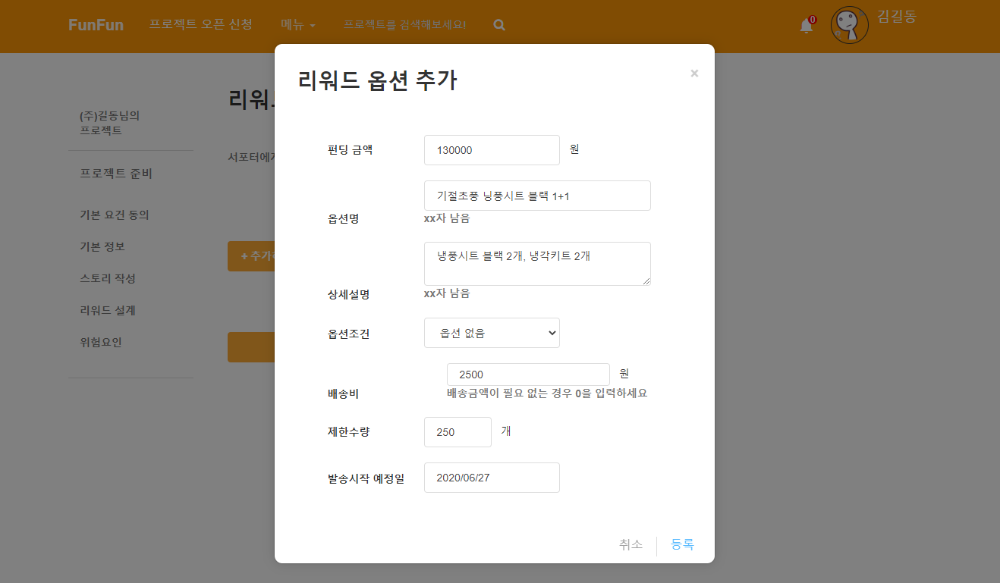 FunFun 프로젝트 오픈 신청 메뉴 프로젝트를 검색해보세요! 0 김길동
(주)길동님의
프로젝트
프로젝트 준비
기본 요건 동의
기본 정보
스토리 작성
리워드 설계
위험요인
리워
서포터에
+ 추가
리워드 옵션 추가 ×
펀딩 금액 130000 원
기절초풍 닝풍시트 블랙 1+1
옵션명 xx자 남음
냉풍시트 블랙 2개, 냉각키트 2개
상세설명 xx자 남음
옵션조건 옵션 없음
2500 원
배송비 배송금액이 필요 없는 경우 0을 입력하세요
제한수량 250 개
발송시작 예정일 2020/06/27
취소 등록